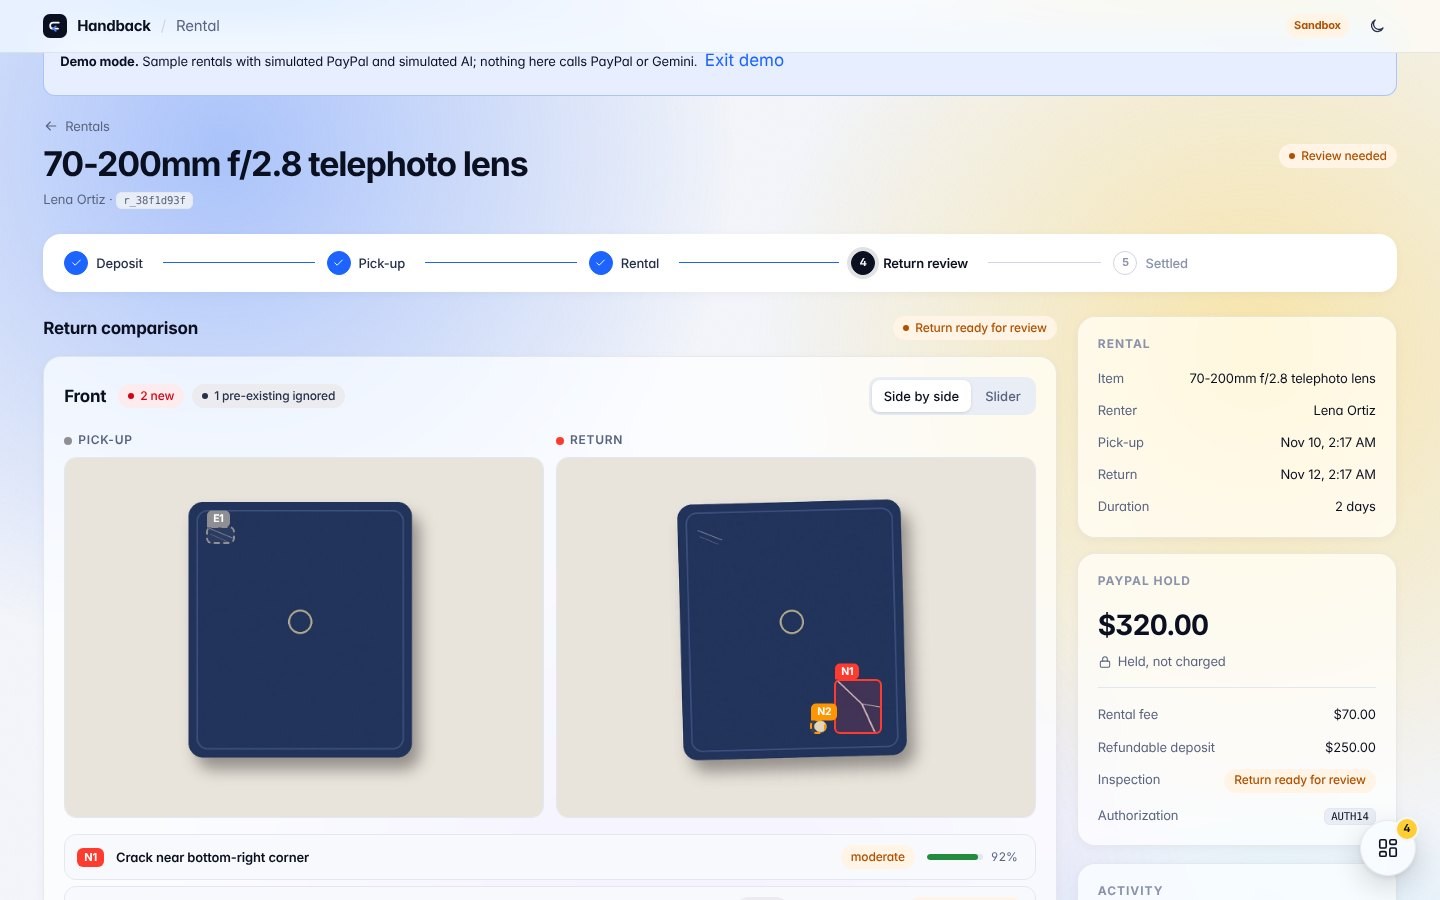 Handback / Rental
Sandbox
Demo mode. Sample rentals with simulated PayPal and simulated AI; nothing here calls PayPal or Gemini. Exit demo
← Rentals
70-200mm f/2.8 telephoto lens
Review needed
Lena Ortiz · r_38f1d93f
Deposit
Pick-up
Rental
4 Return review
5 Settled
Return comparison
Return ready for review
Front
2 new
1 pre-existing ignored
Side by side
Slider
PICK-UP
RETURN
E1
N1
N2
N1 Crack near bottom-right corner
moderate
92%
RENTAL
Item 70-200mm f/2.8 telephoto lens
Renter Lena Ortiz
Pick-up Nov 10, 2:17 AM
Return Nov 12, 2:17 AM
Duration 2 days
PAYPAL HOLD
$320.00
Held, not charged
Rental fee $70.00
Refundable deposit $250.00
Inspection Return ready for review
Authorization AUTH14
4
ACTIVITY